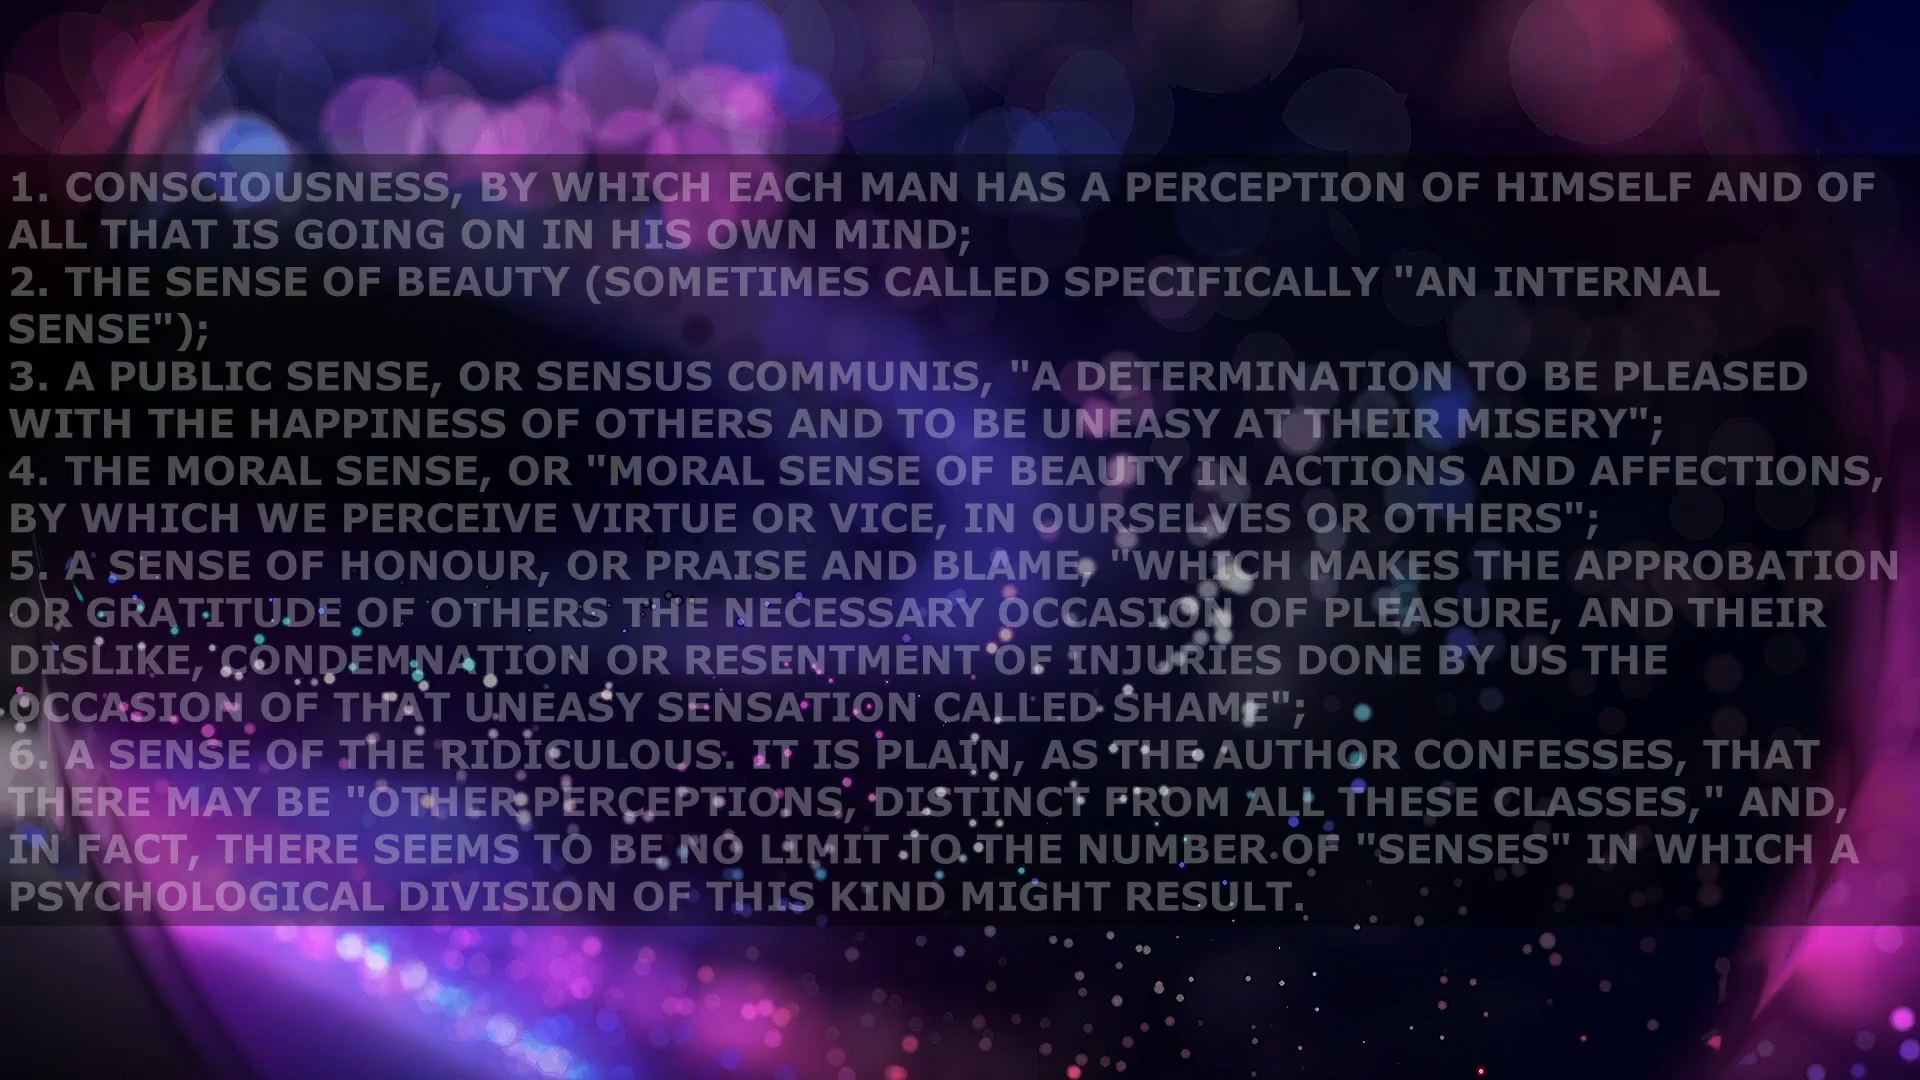 1. CONSCIOUSNESS, BY WHICH EACH MAN HAS A PERCEPTION OF HIMSELF AND OF
ALL THAT IS GOING ON IN HIS OWN MIND;
2. THE SENSE OF BEAUTY (SOMETIMES CALLED SPECIFICALLY "AN INTERNAL
SENSE");
3. A PUBLIC SENSE, OR SENSUS COMMUNIS, "A DETERMINATION TO BE PLEASED
WITH THE HAPPINESS OF OTHERS AND TO BE UNEASY AT THEIR MISERY";
4. THE MORAL SENSE, OR "MORAL SENSE OF BEAUTY IN ACTIONS AND AFFECTIONS,
BY WHICH WE PERCEIVE VIRTUE OR VICE, IN OURSELVES OR OTHERS";
5. A SENSE OF HONOUR, OR PRAISE AND BLAME, "WHICH MAKES THE APPROBATION
OR GRATITUDE OF OTHERS THE NECESSARY OCCASION OF PLEASURE, AND THEIR
DISLIKE, CONDEMNATION OR RESENTMENT OF INJURIES DONE BY US THE
OCCASION OF THAT UNEASY SENSATION CALLED SHAME";
6. A SENSE OF THE RIDICULOUS. IT IS PLAIN, AS THE AUTHOR CONFESSES, THAT
THERE MAY BE "OTHER PERCEPTIONS, DISTINCT FROM ALL THESE CLASSES," AND,
IN FACT, THERE SEEMS TO BE NO LIMIT TO THE NUMBER OF "SENSES" IN WHICH A
PSYCHOLOGICAL DIVISION OF THIS KIND MIGHT RESULT.